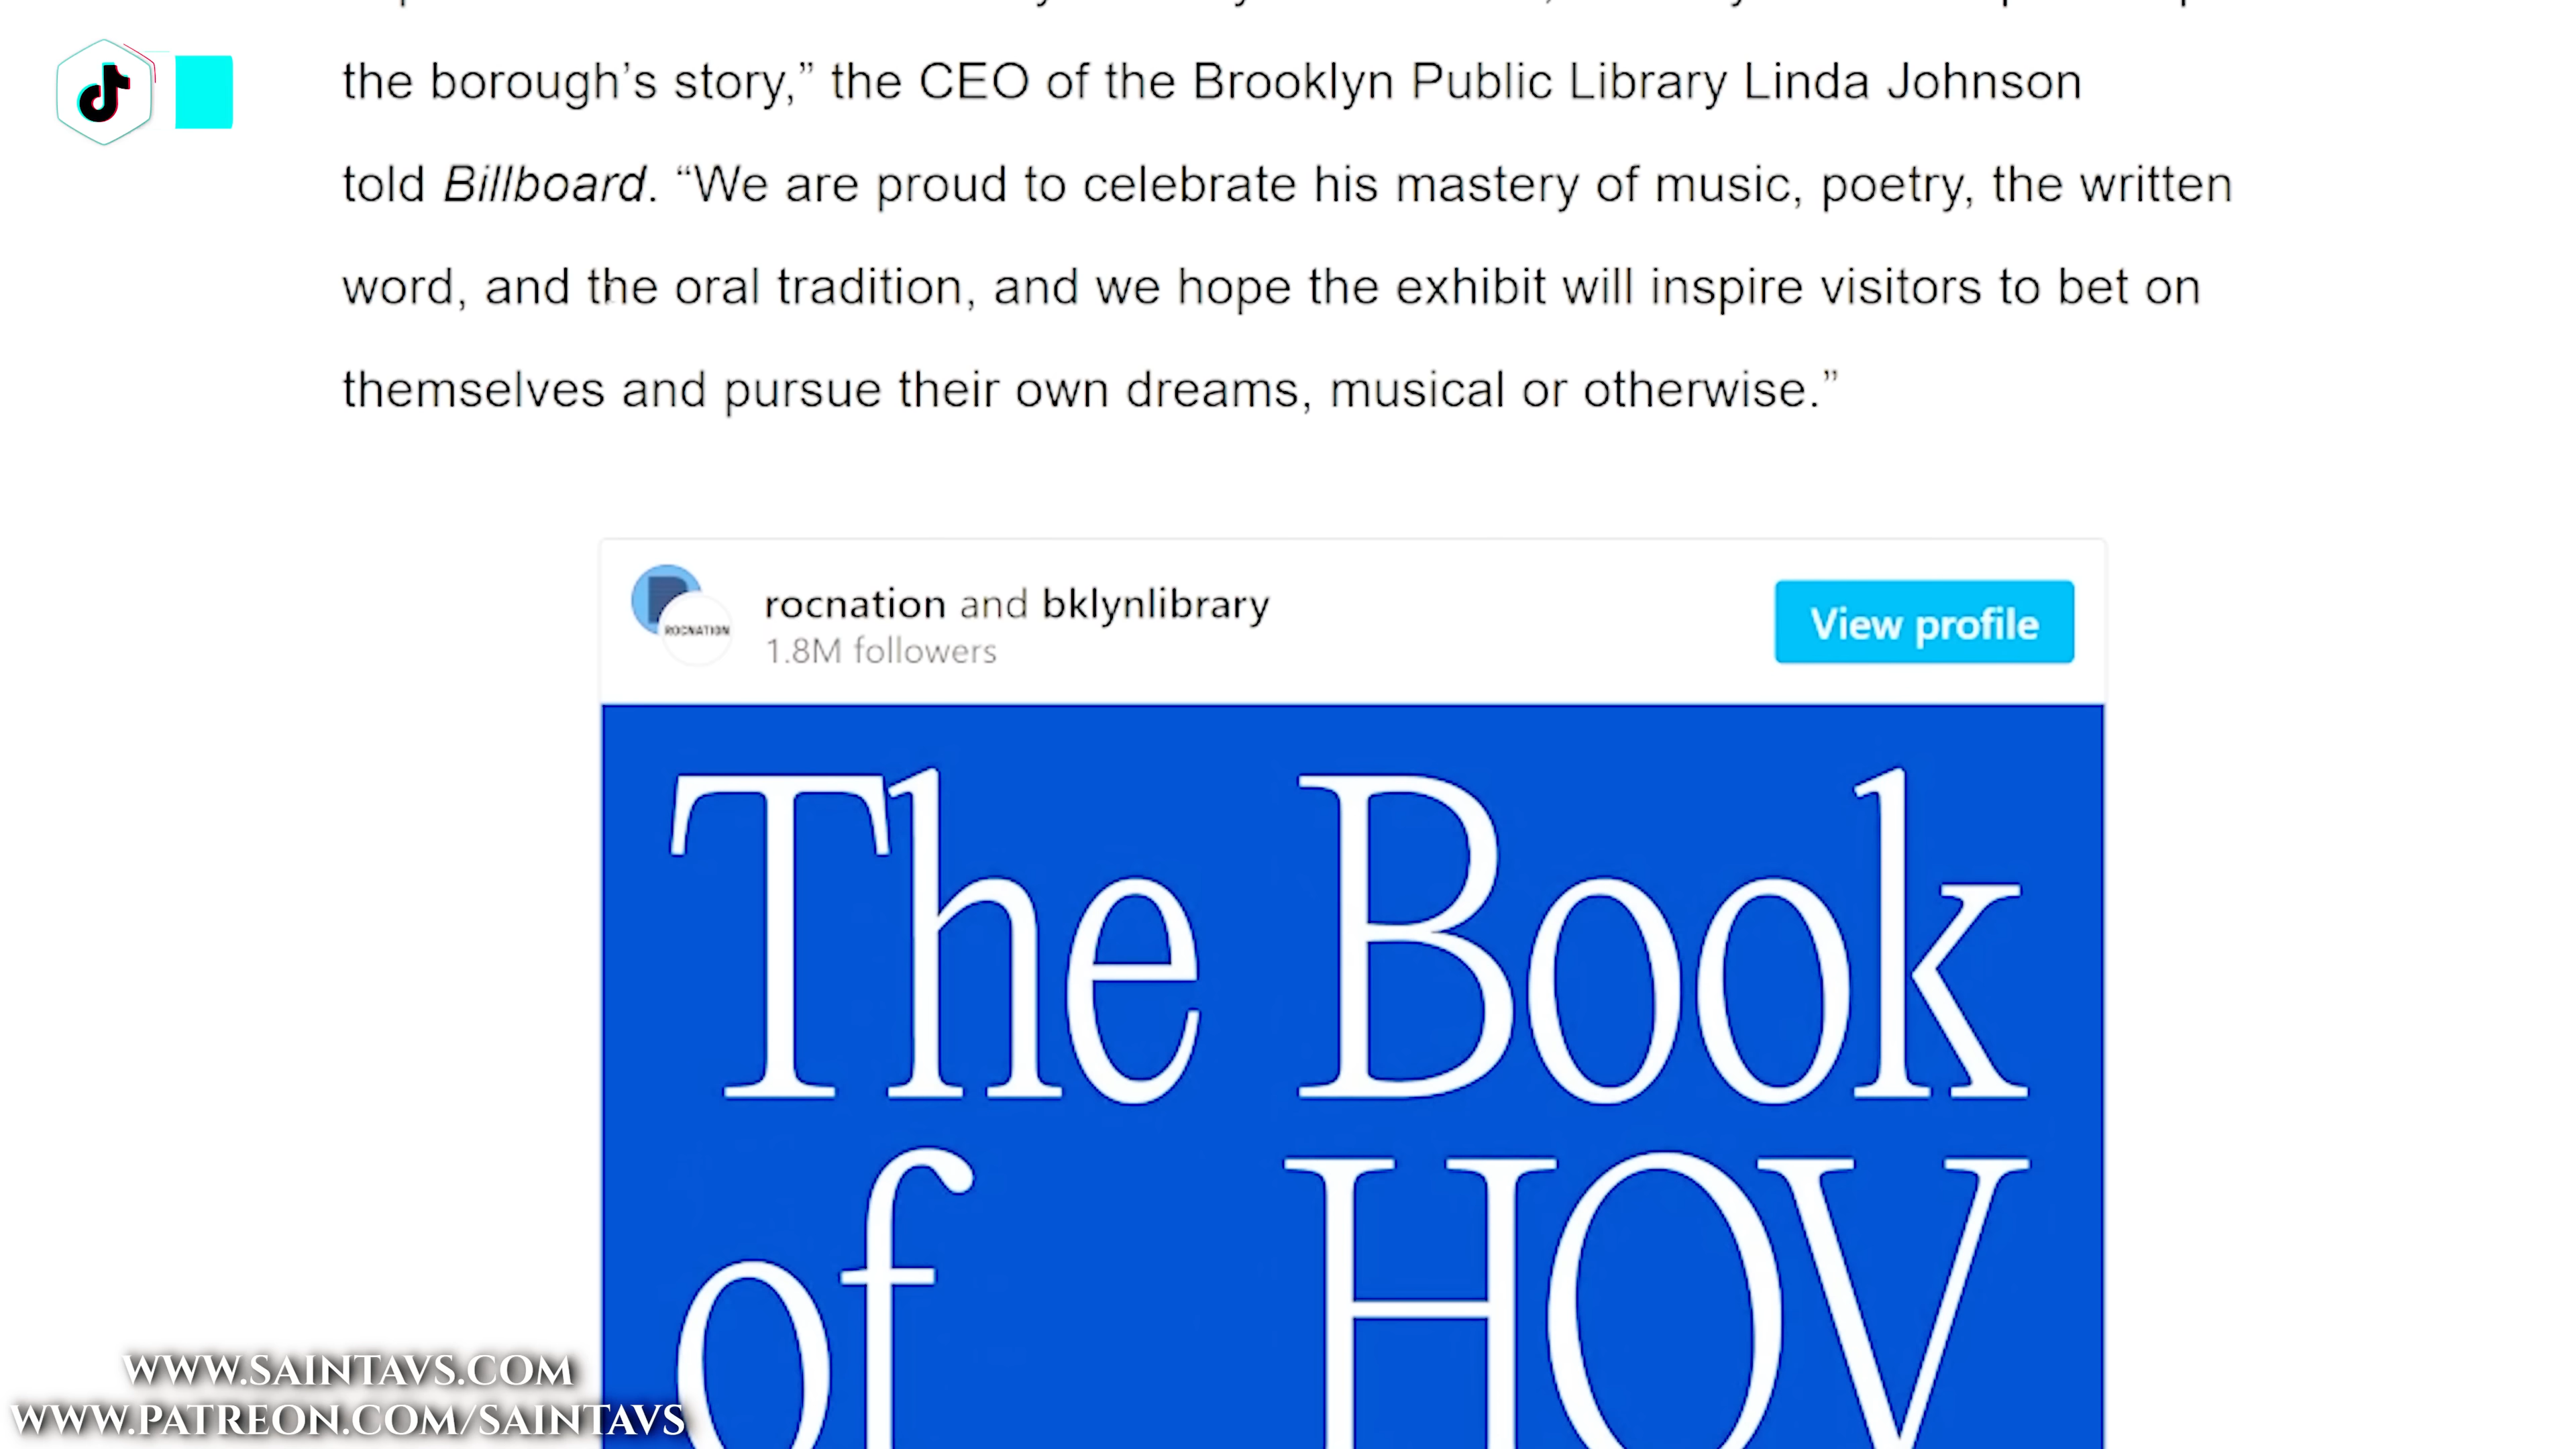 the borough’s story,” the CEO of the Brooklyn Public Library Linda Johnson
told Billboard. “We are proud to celebrate his mastery of music, poetry, the written
word, and the oral tradition, and we hope the exhibit will inspire visitors to bet on
themselves and pursue their own dreams, musical or otherwise.”
ROCNATION
rocnation and bklynlibrary
1.8M followers
View profile
The Book
of HOV
WWW.SAINTAVS.COM
WWW.PATREON.COM/SAINTAVS